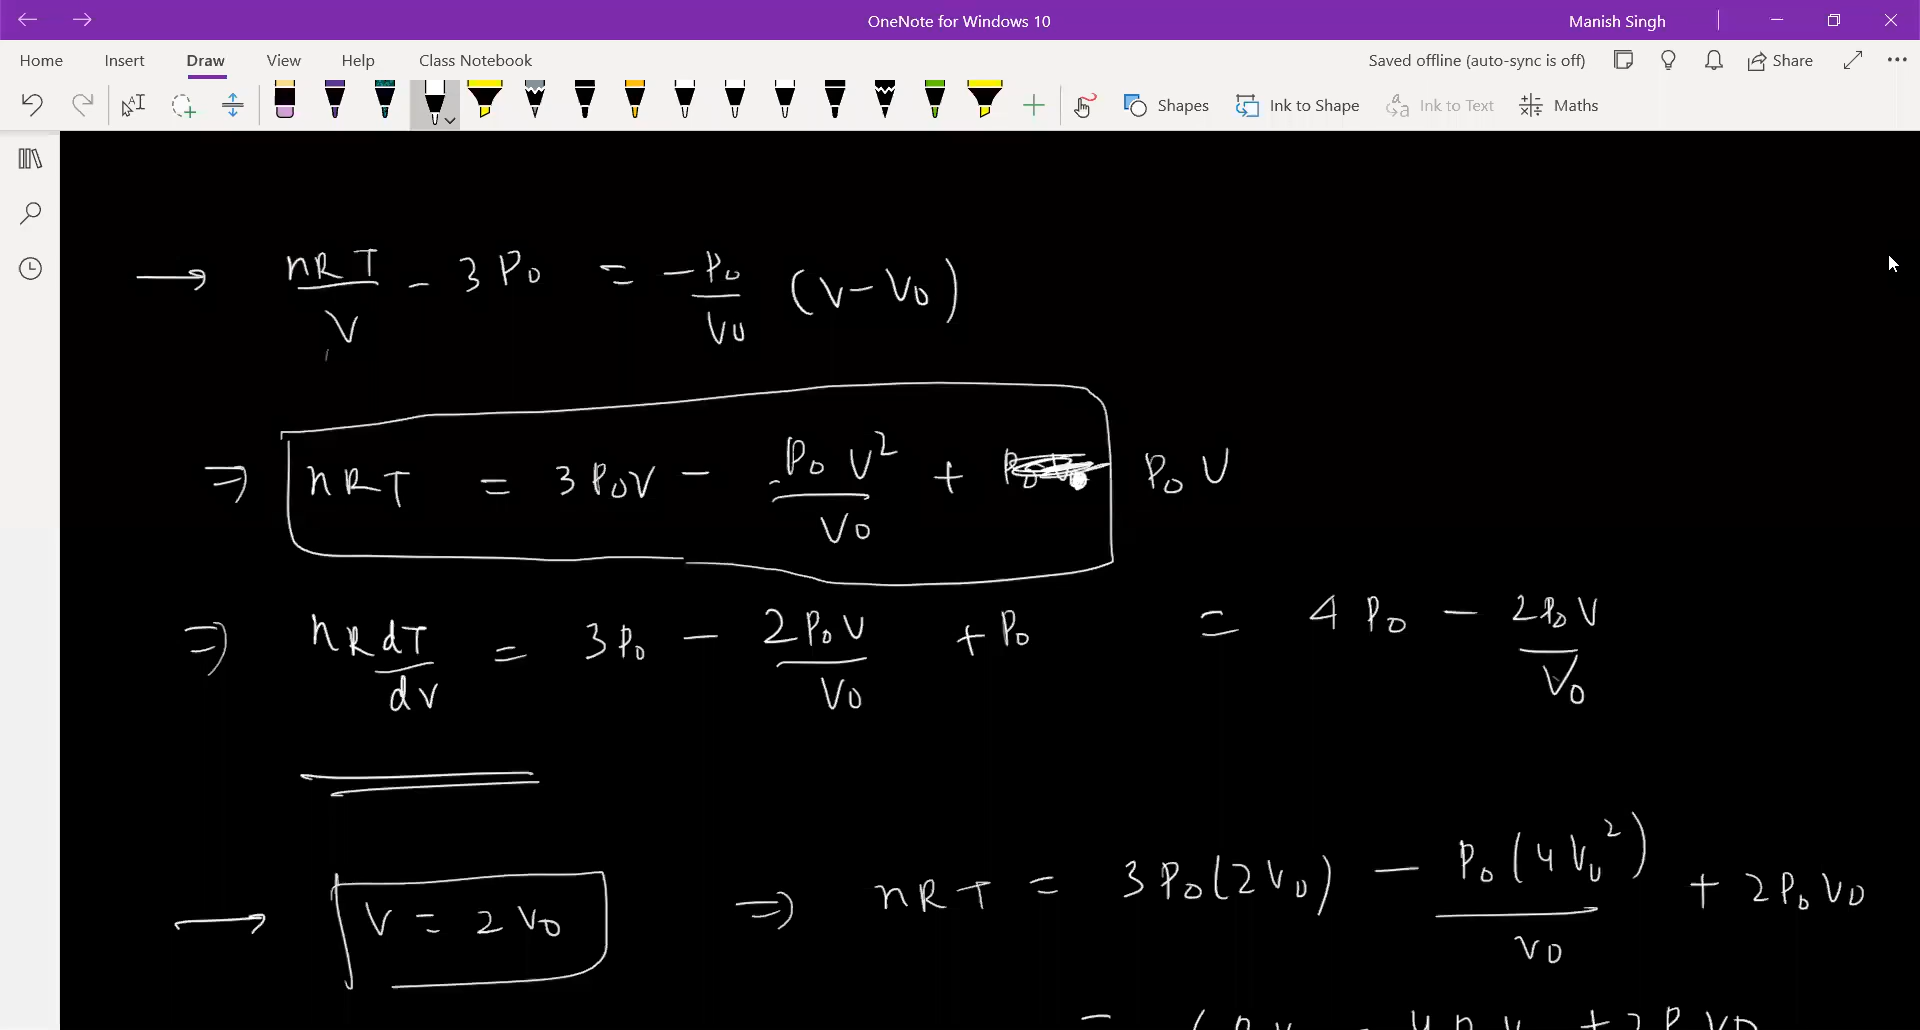 OneNote for Windows 10
Manish Singh
Home Insert Draw View Help Class Notebook
Saved offline (auto-sync is off) Share
Shapes Ink to Shape Ink to Text Maths
→ nRT/V - 3P₀ = -P₀/V₀ (V-V₀)
⇒ nRT = 3P₀V - P₀V²/V₀ + P₀V
⇒ nR dT/dV = 3P₀ - 2P₀V/V₀ + P₀ = 4P₀ - 2P₀V/V₀
→ V = 2V₀ ⇒ nRT = 3P₀(2V₀) - P₀(4V₀²)/V₀ + 2P₀V₀